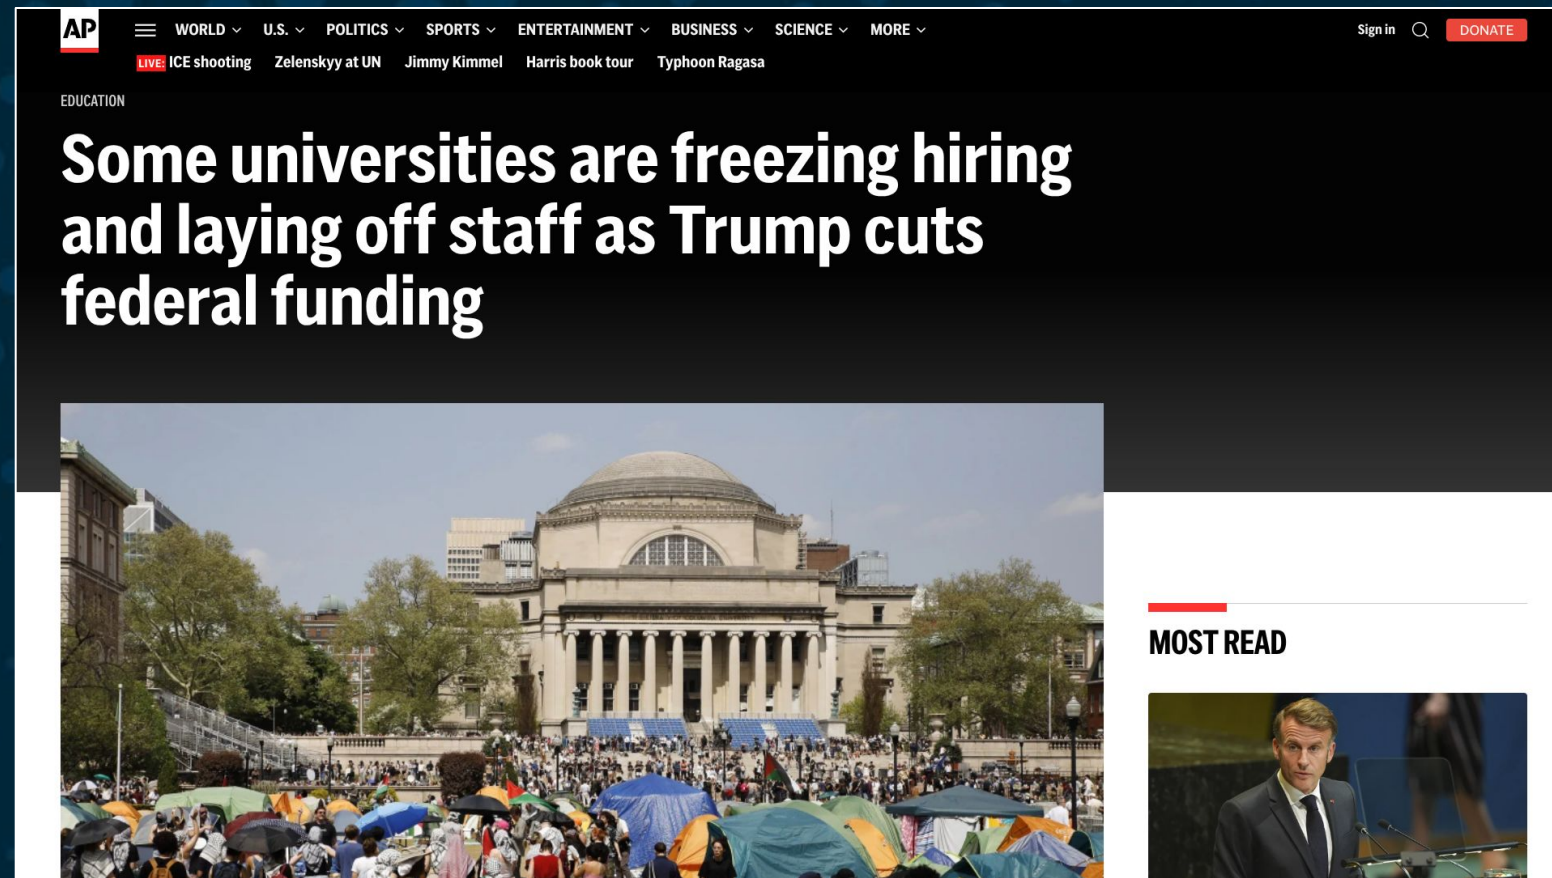 AP
WORLD U.S. POLITICS SPORTS ENTERTAINMENT BUSINESS SCIENCE MORE
Sign in
DONATE
LIVE: ICE shooting Zelenskyy at UN Jimmy Kimmel Harris book tour Typhoon Ragasa
EDUCATION
Some universities are freezing hiring
and laying off staff as Trump cuts
federal funding
MOST READ